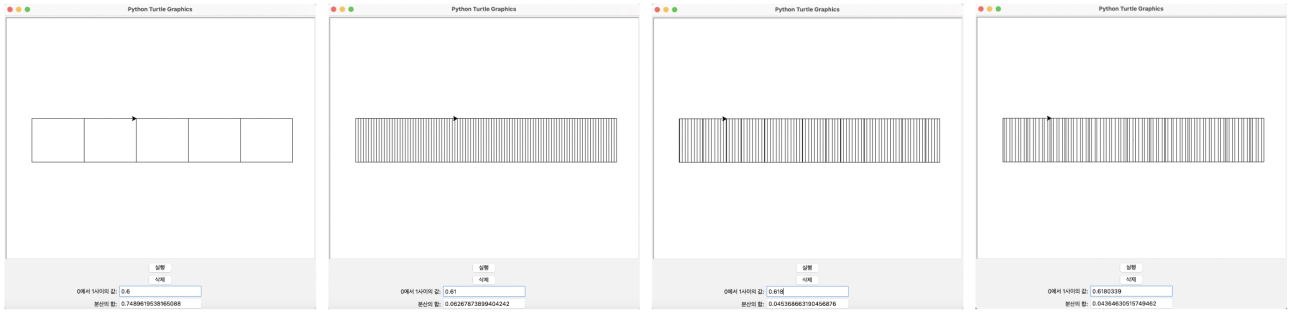 Python Turtle Graphics
실행
삭제
0에서 1사이의 값: 0.6
분산의 합: 0.7489619538165088
Python Turtle Graphics
실행
삭제
0에서 1사이의 값: 0.61
분산의 합: 0.06267873899404242
Python Turtle Graphics
실행
삭제
0에서 1사이의 값: 0.618
분산의 합: 0.045368663190456876
Python Turtle Graphics
실행
삭제
0에서 1사이의 값: 0.6180339
분산의 합: 0.04364630515749462